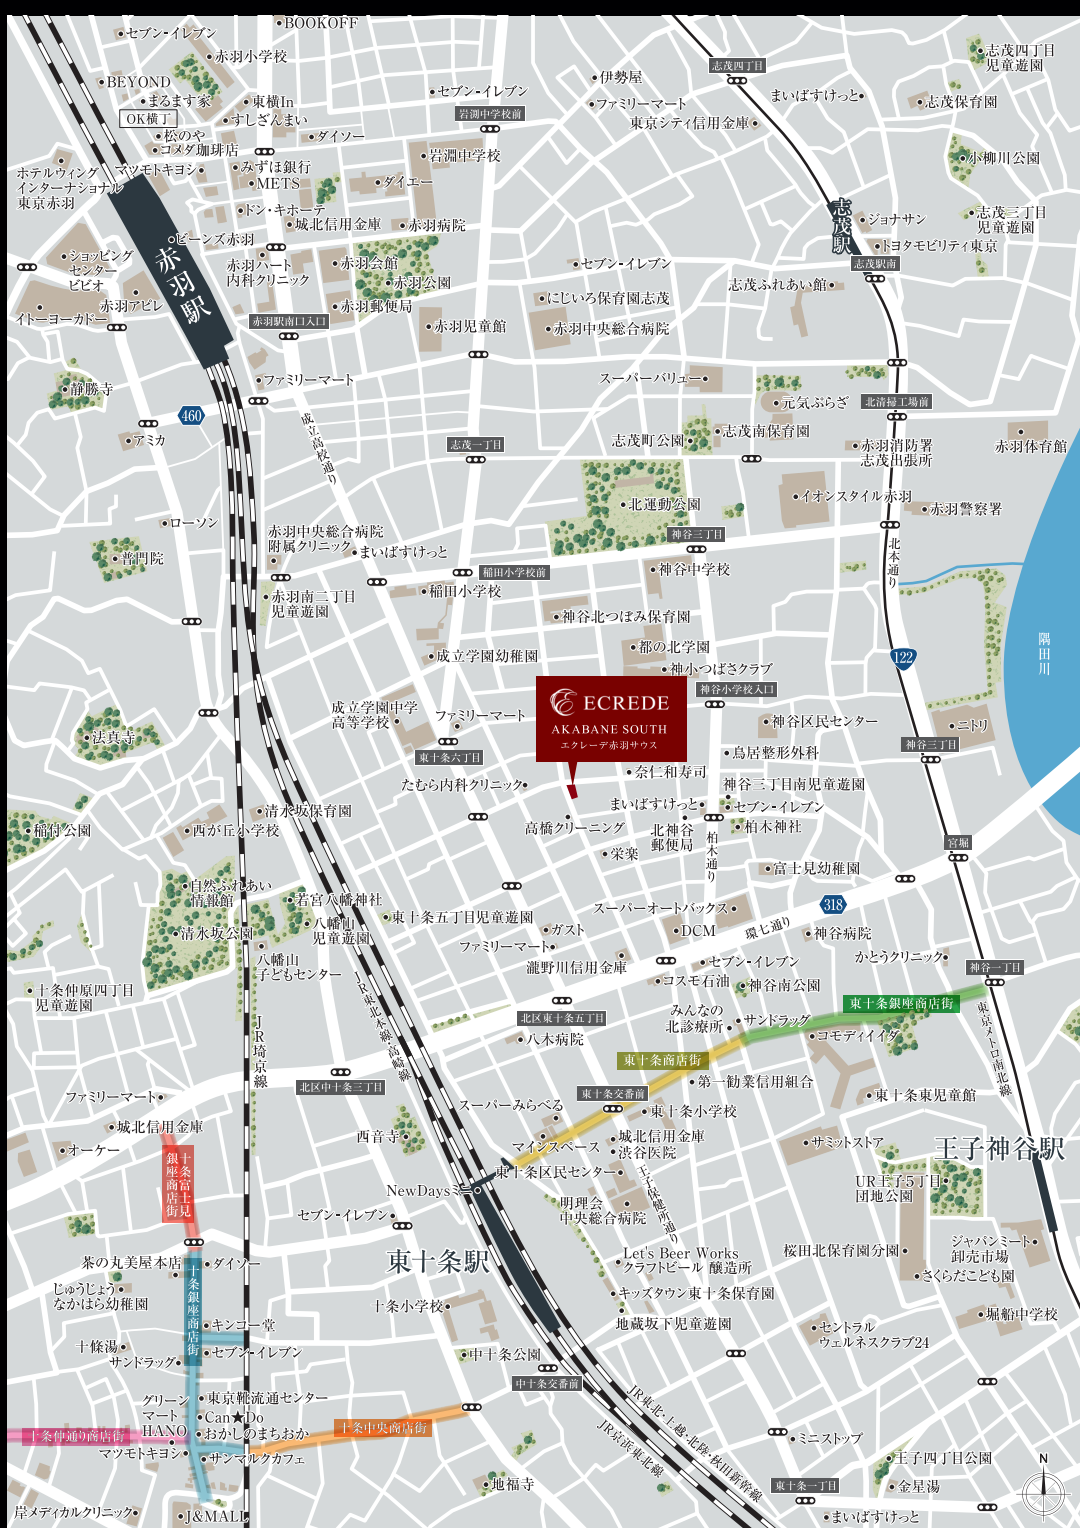 BOOKOFF
セブン-イレブン
赤羽小学校
BEYOND
まるます家
OK横丁
東横In
すしざんまい
松のや
コメダ珈琲店
ダイソー
セブン-イレブン
岩淵中学校前
岩淵中学校
伊勢屋
ファミリーマート
東京シティ信用金庫
志茂四丁目
まいばすけっと
志茂四丁目
児童遊園
志茂保育園
小柳川公園
志茂三丁目
児童遊園
ホテルウィング
インターナショナル
東京赤羽
マツモトキヨシ
みずほ銀行
METS
ダイエー
ドン・キホーテ
城北信用金庫
赤羽病院
ビーンズ赤羽
赤羽駅
ショッピング
センター
ビビオ
赤羽ハート
内科クリニック
赤羽会館
赤羽公園
赤羽アピレ
赤羽郵便局
イトーヨーカドー
赤羽駅南口入口
赤羽児童館
セブン-イレブン
にじいろ保育園志茂
赤羽中央総合病院
志茂駅
ジョナサン
トヨタモビリティ東京
志茂駅南
志茂ふれあい館
静勝寺
ファミリーマート
460
アミカ
成立高校通り
志茂一丁目
スーパーバリュー
元気ぷらざ
北清掃工場前
志茂町公園
志茂南保育園
赤羽消防署
志茂出張所
赤羽体育館
北運動公園
イオンスタイル赤羽
赤羽警察署
ローソン
普門院
赤羽中央総合病院
附属クリニック
まいばすけっと
神谷三丁目
北本通り
稲田小学校前
稲田小学校
神谷中学校
赤羽南二丁目
児童遊園
神谷北つぼみ保育園
都の北学園
神小つばさクラブ
成立学園幼稚園
122
隅田川
ECREDE
AKABANE SOUTH
エクレーデ赤羽サウス
神谷小学校入口
成立学園中学
高等学校
ファミリーマート
東十条六丁目
神谷区民センター
ニトリ
神谷三丁目
法真寺
鳥居整形外科
たむら内科クリニック
奈仁和寿司
神谷三丁目南児童遊園
まいばすけっと
セブン-イレブン
稲付公園
清水坂保育園
西が丘小学校
高橋クリーニング
北神谷
郵便局
柏木神社
柏木通り
宮堀
栄楽
富士見幼稚園
自然ふれあい
情報館
若宮八幡神社
318
清水坂公園
八幡山
児童遊園
東十条五丁目児童遊園
スーパーオートバックス
DCM
環七通り
神谷病院
ガスト
ファミリーマート
瀧野川信用金庫
八幡山
子どもセンター
セブン-イレブン
かとうクリニック
神谷一丁目
十条仲原四丁目
児童遊園
JR東北本線・高崎線
コスモ石油
神谷南公園
東十条銀座商店街
北区東十条五丁目
みんなの
北診療所
サンドラッグ
JR埼京線
八木病院
コモディイイダ
東京メトロ南北線
東十条商店街
北区中十条三丁目
第一勧業信用組合
東十条交番前
東十条小学校
東十条東児童館
ファミリーマート
スーパーみらべる
城北信用金庫
西音寺
マインスペース
城北信用金庫
渋谷医院
オーケー
サミットストア
王子神谷駅
十条富士見
銀座商店街
東十条区民センター
王子保健所通り
NewDaysミニ
UR王子5丁目
団地公園
セブン-イレブン
明理会
中央総合病院
東十条駅
茶の丸美屋本店
ダイソー
Let's Beer Works
クラフトビール 醸造所
桜田北保育園分園
ジャパンミート
卸売市場
さくらだこども園
じゅうじょう
なかはら幼稚園
十条銀座商店街
キッズタウン東十条保育園
十条小学校
地蔵坂下児童遊園
堀船中学校
キンコー堂
セントラル
ウェルネスクラブ24
十條湯
セブン-イレブン
サンドラッグ
中十条公園
中十条交番前
グリーン
マート
HANO
東京靴流通センター
Can★Do
おかしのまちおか
十条仲通り商店街
十条中央商店街
JR東北・上越・北陸・秋田新幹線
JR京浜東北線
マツモトキヨシ
サンマルクカフェ
ミニストップ
王子四丁目公園
地福寺
東十条一丁目
金星湯
N
岸メディカルクリニック
J&MALL
まいばすけっと